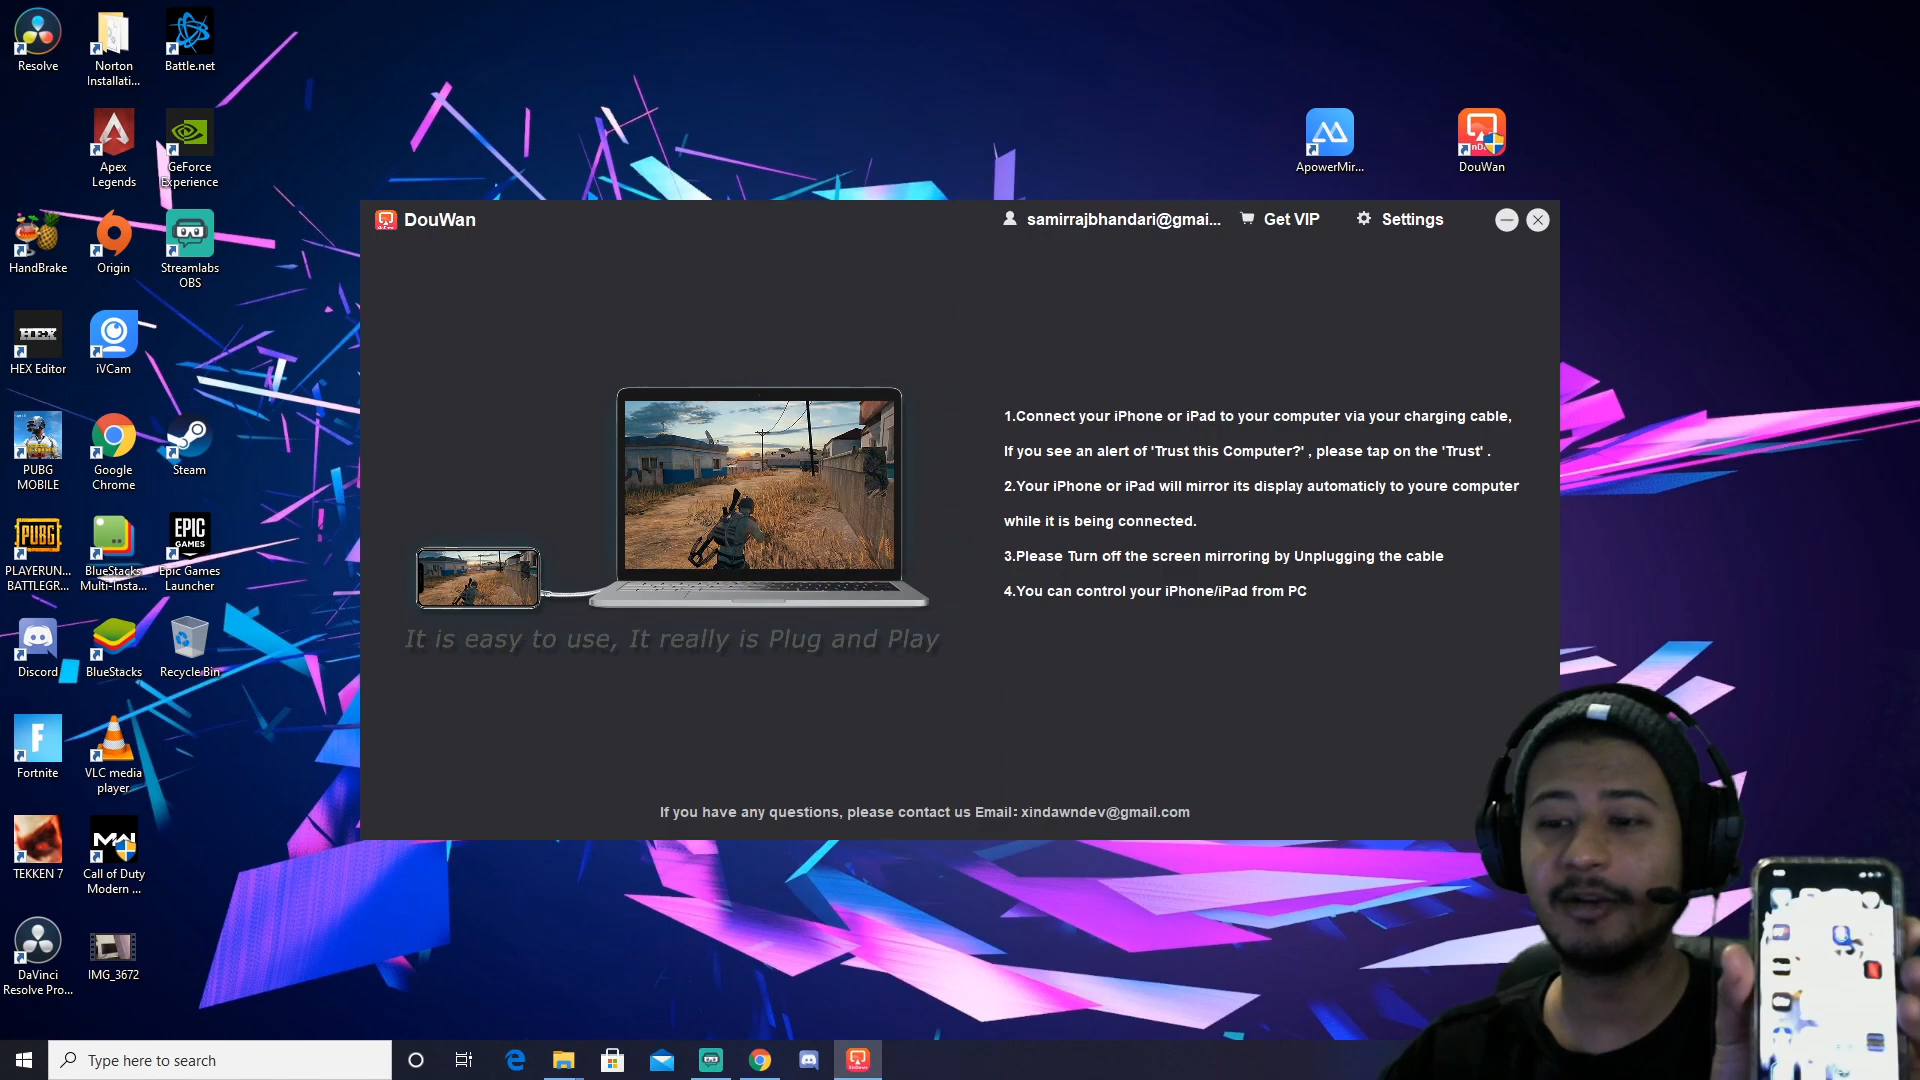 Resolve
Norton
Installati...
Battle.net
Apex
Legends
GeForce
Experience
ApowerMir...
DouWan
HandBrake
Origin
Streamlabs
OBS
HEX
HEX Editor
iVCam
PUBG
MOBILE
Google
Chrome
Steam
PUBG
PLAYERUN...
BATTLEGR...
BlueStacks
Multi-Insta...
EPIC
GAMES
Epic Games
Launcher
Discord
BlueStacks
Recycle Bin
F
Fortnite
VLC media
player
TEKKEN 7
MW
Call of Duty
Modern ...
DaVinci
Resolve Pro...
IMG_3672
DouWan
samirrajbhandari@gmai...
Get VIP
Settings
1.Connect your iPhone or iPad to your computer via your charging cable,
If you see an alert of 'Trust this Computer?' , please tap on the 'Trust' .
2.Your iPhone or iPad will mirror its display automaticly to youre computer
while it is being connected.
3.Please Turn off the screen mirroring by Unplugging the cable
4.You can control your iPhone/iPad from PC
It is easy to use, It really is Plug and Play
If you have any questions, please contact us Email: xindawndev@gmail.com
Type here to search